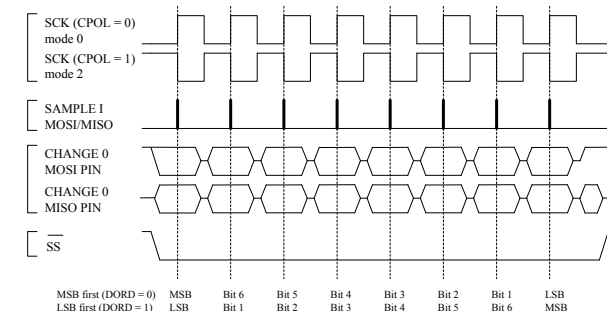 SCK (CPOL = 0)
mode 0
SCK (CPOL = 1)
mode 2
SAMPLE I
MOSI/MISO
CHANGE 0
MOSI PIN
CHANGE 0
MISO PIN
SS
MSB first (DORD = 0) MSB Bit 6 Bit 5 Bit 4 Bit 3 Bit 2 Bit 1 LSB
LSB first (DORD = 1) LSB Bit 1 Bit 2 Bit 3 Bit 4 Bit 5 Bit 6 MSB